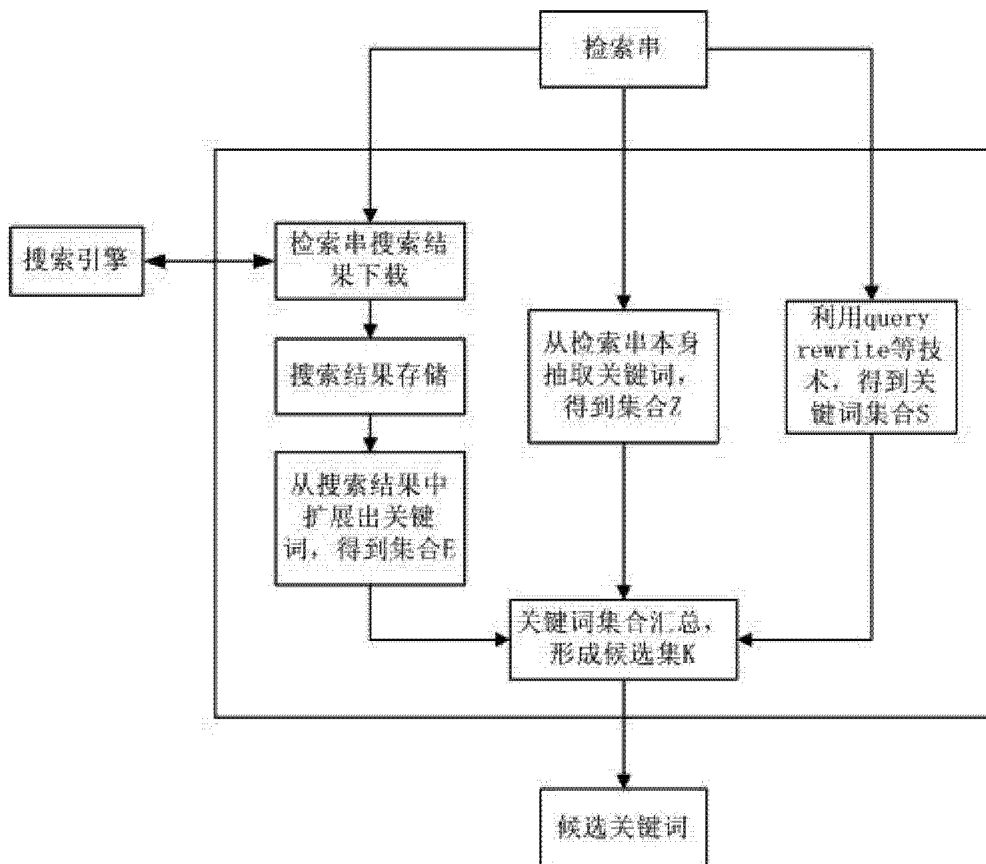 检索串
搜索引擎
检索串搜索结
果下载
搜索结果存储
从搜索结果中
扩展出关键
词，得到集合E
从检索串本身
抽取关键词，
得到集合Z
利用query
rewrite等技
术，得到关
键词集合S
关键词集合汇总，
形成候选集K
候选关键词